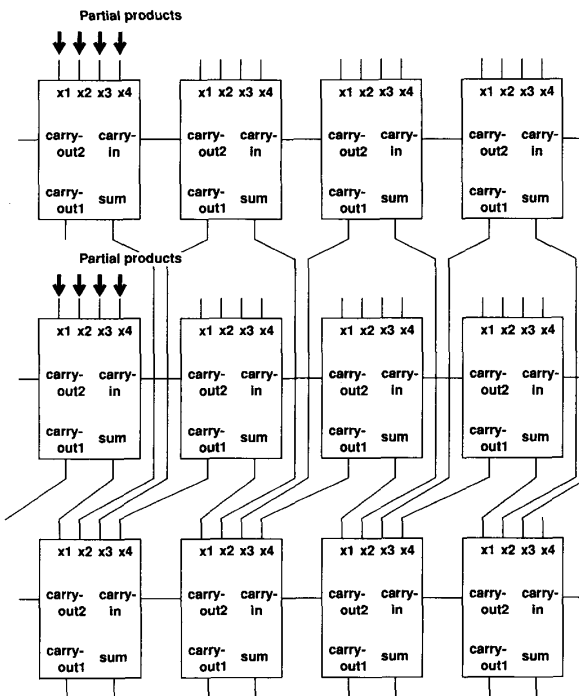 Partial products
x1 x2 x3 x4 x1 x2 x3 x4 x1 x2 x3 x4 x1 x2 x3 x4
carry- carry- carry- carry- carry- carry- carry- carry-
out2 in out2 in out2 in out2 in
carry- carry- carry- carry-
out1 sum out1 sum out1 sum out1 sum
Partial products
x1 x2 x3 x4 x1 x2 x3 x4 x1 x2 x3 x4 x1 x2 x3 x4
carry- carry- carry- carry- carry- carry- carry- carry-
out2 in out2 in out2 in out2 in
carry- carry- carry- carry-
out1 sum out1 sum out1 sum out1 sum
x1 x2 x3 x4 x1 x2 x3 x4 x1 x2 x3 x4 x1 x2 x3 x4
carry- carry- carry- carry- carry- carry- carry- carry-
out2 in out2 in out2 in out2 in
carry- carry- carry- carry-
out1 sum out1 sum out1 sum out1 sum